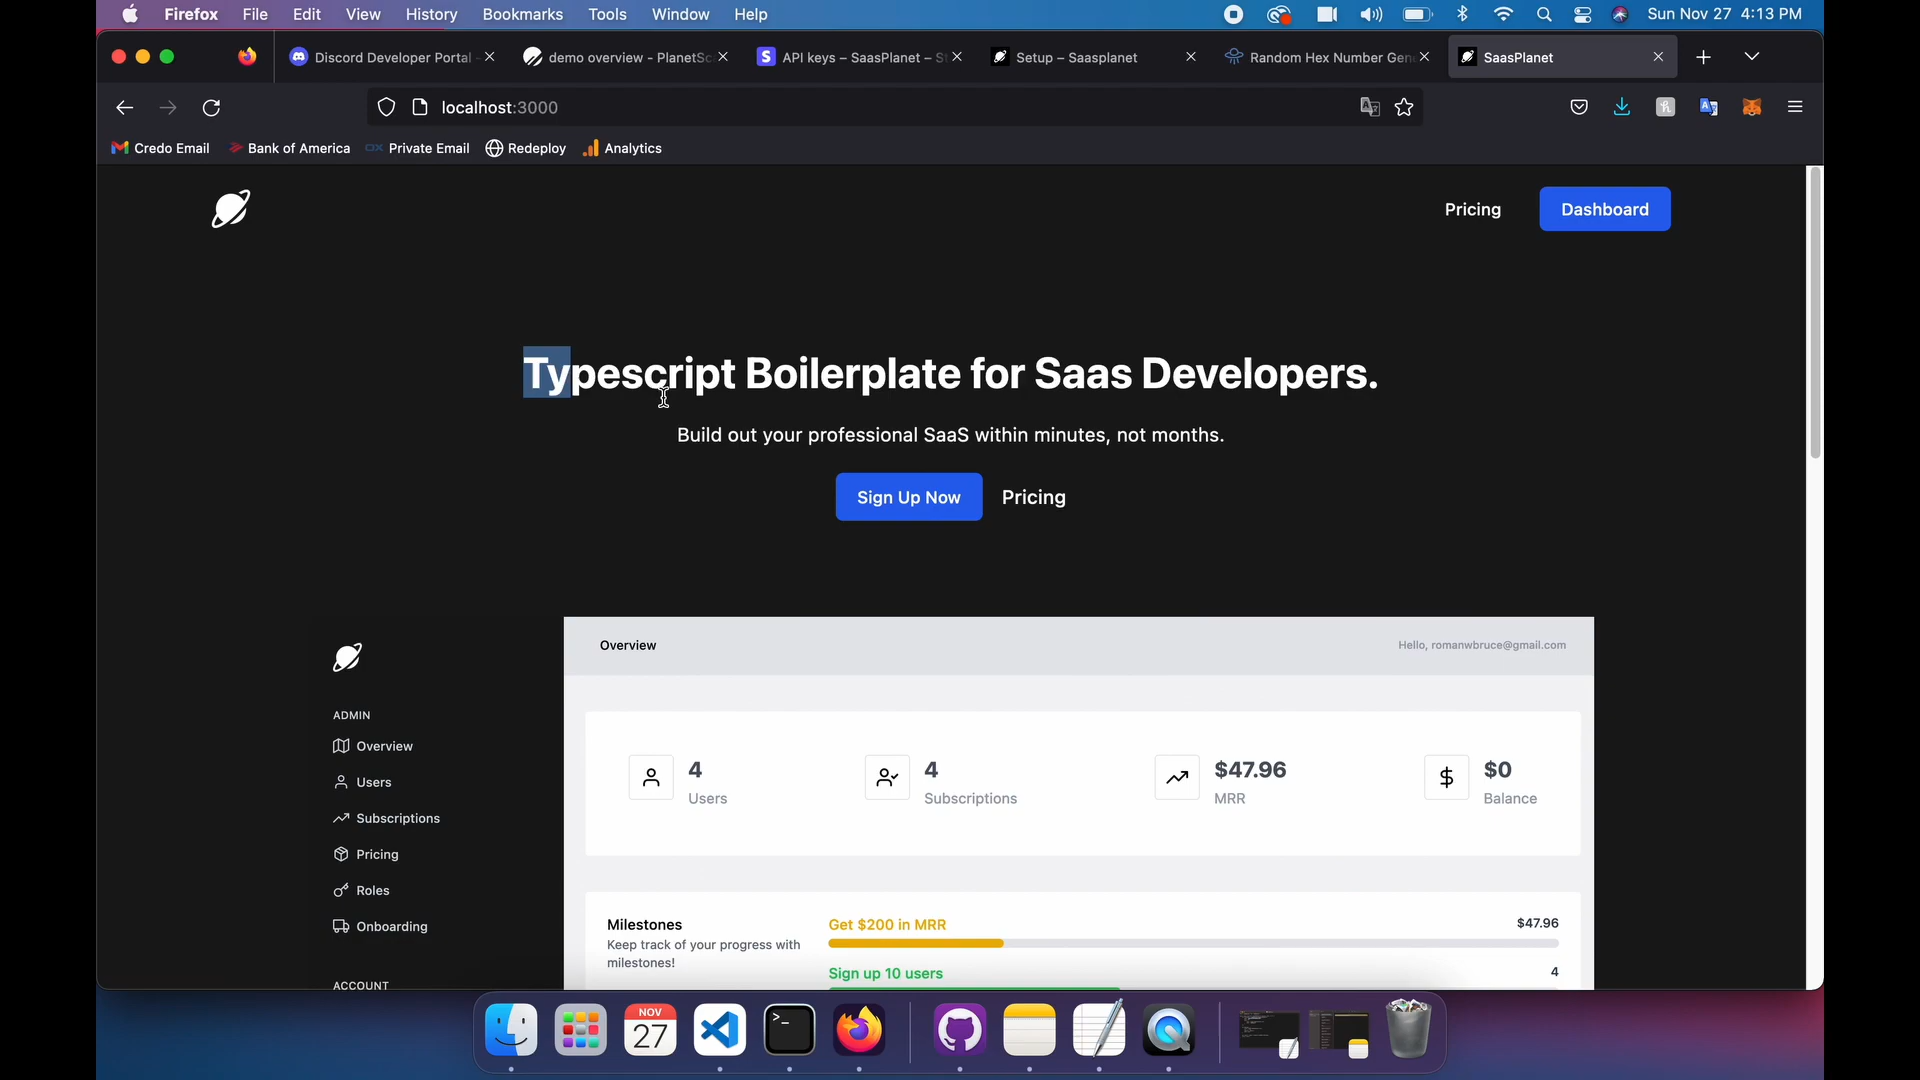 Firefox File Edit View History Bookmarks Tools Window Help Sun Nov 27 4:13 PM
Discord Developer Portal demo overview - PlanetSc API keys – SaasPlanet – St Setup – Saasplanet Random Hex Number Gene SaasPlanet
localhost:3000
Credo Email Bank of America Private Email Redeploy Analytics
Pricing Dashboard
Typescript Boilerplate for Saas Developers.
Build out your professional SaaS within minutes, not months.
Sign Up Now Pricing
Overview Hello, romanwbruce@gmail.com
ADMIN
Overview
Users
Subscriptions
Pricing
Roles
Onboarding
ACCOUNT
4
Users
4
Subscriptions
$47.96
MRR
$0
Balance
Milestones
Keep track of your progress with
milestones!
Get $200 in MRR $47.96
Sign up 10 users 4
NOV
27